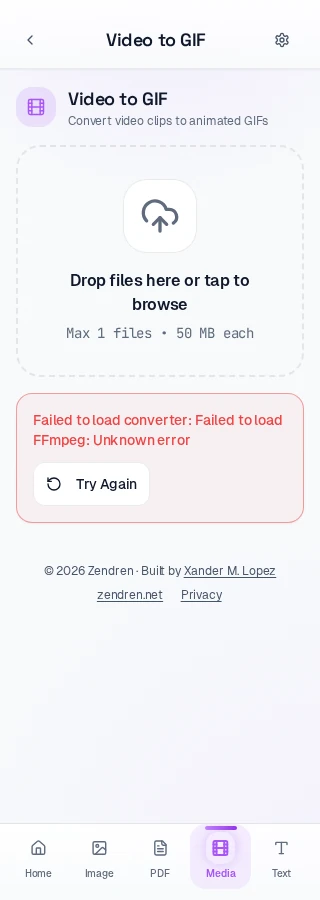 Video to GIF
Video to GIF
Convert video clips to animated GIFs
Drop files here or tap to
browse
Max 1 files • 50 MB each
Failed to load converter: Failed to load
FFmpeg: Unknown error
Try Again
© 2026 Zendren · Built by Xander M. Lopez
zendren.net Privacy
Home Image PDF Media Text